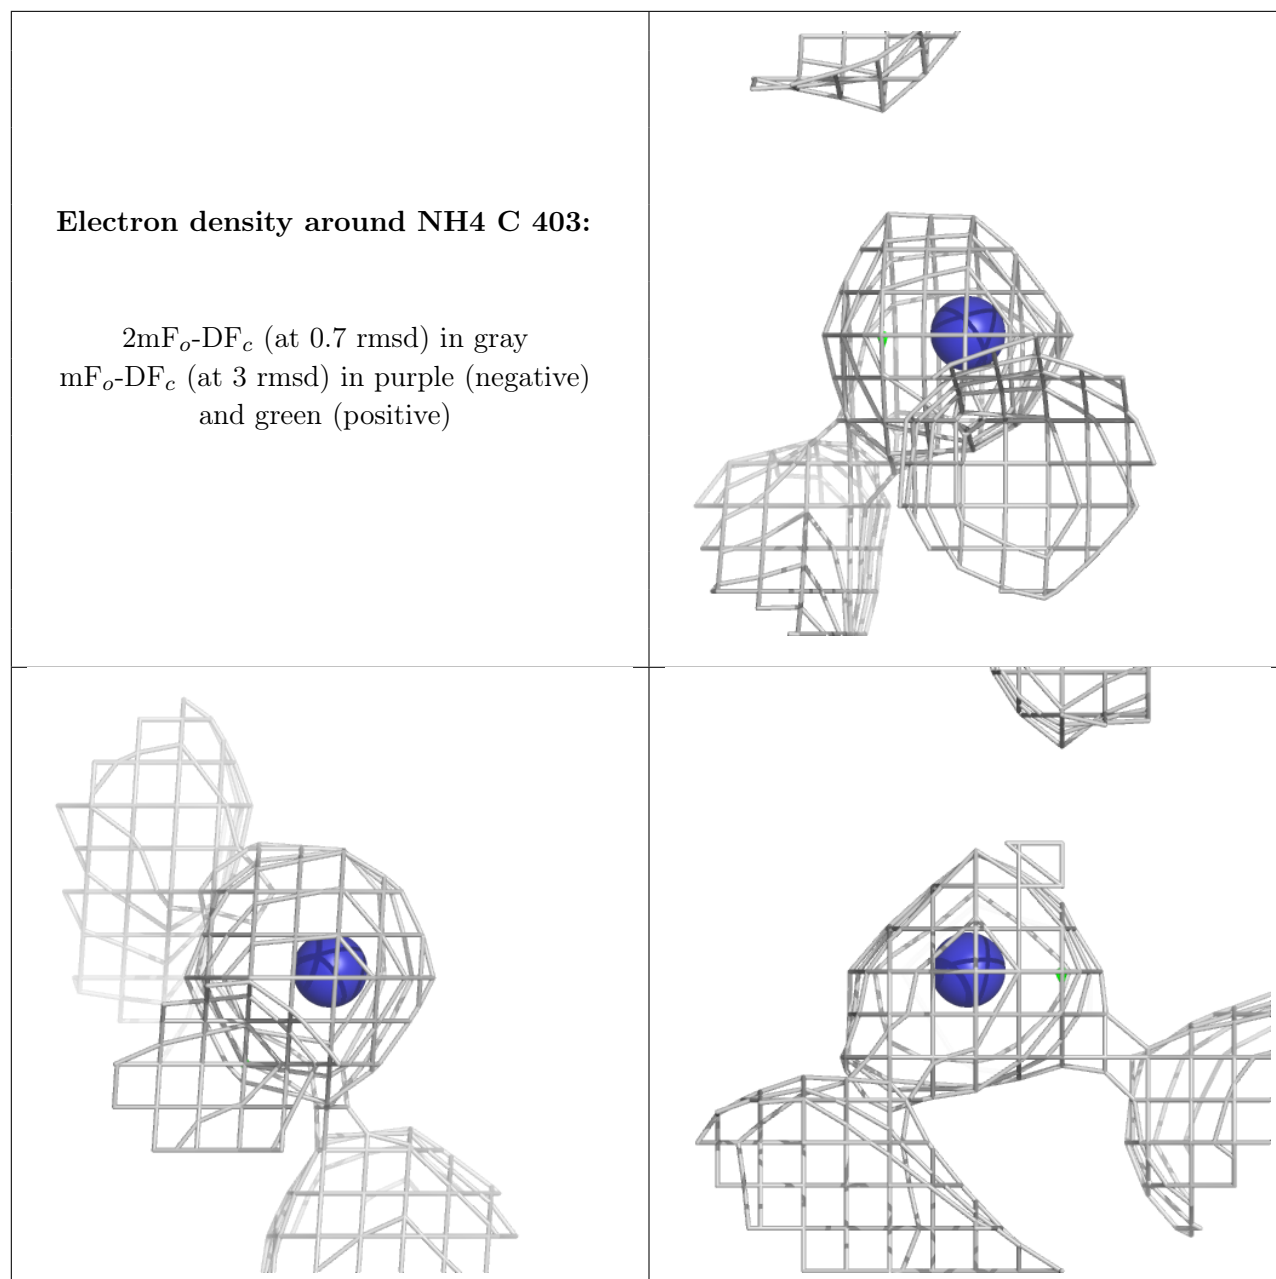 Electron density around NH4 C 403:
2mFo-DFc (at 0.7 rmsd) in gray
mFo-DFc (at 3 rmsd) in purple (negative)
and green (positive)